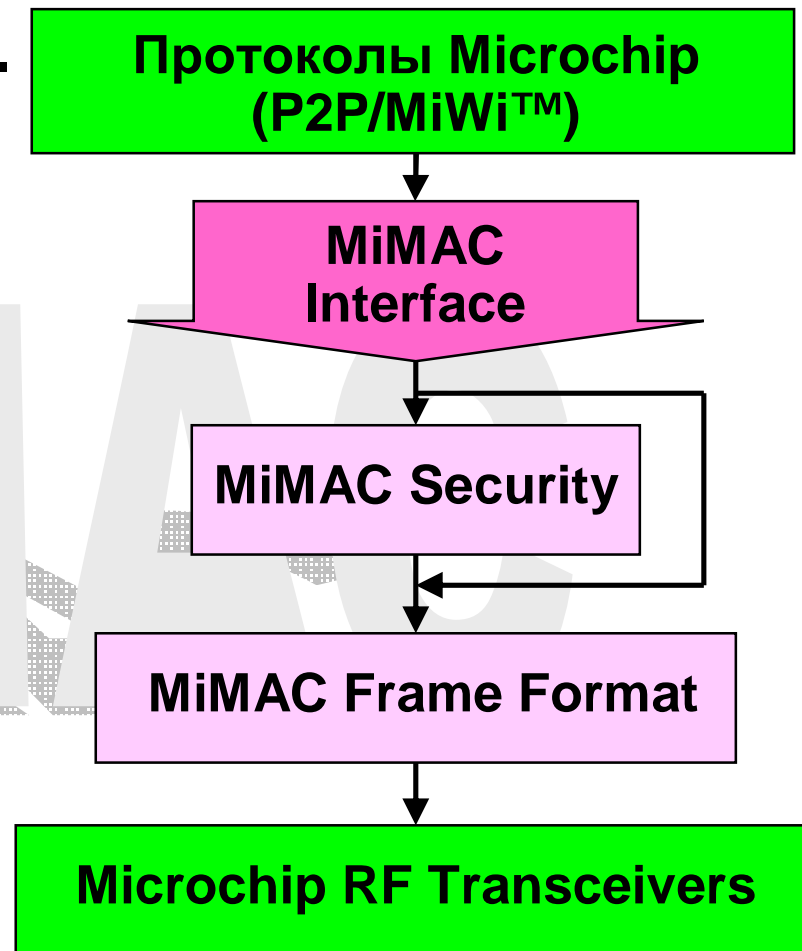 Протоколы Microchip
(P2P/MiWi™)
MiMAC
Interface
MiMAC Security
MiMAC Frame Format
Microchip RF Transceivers